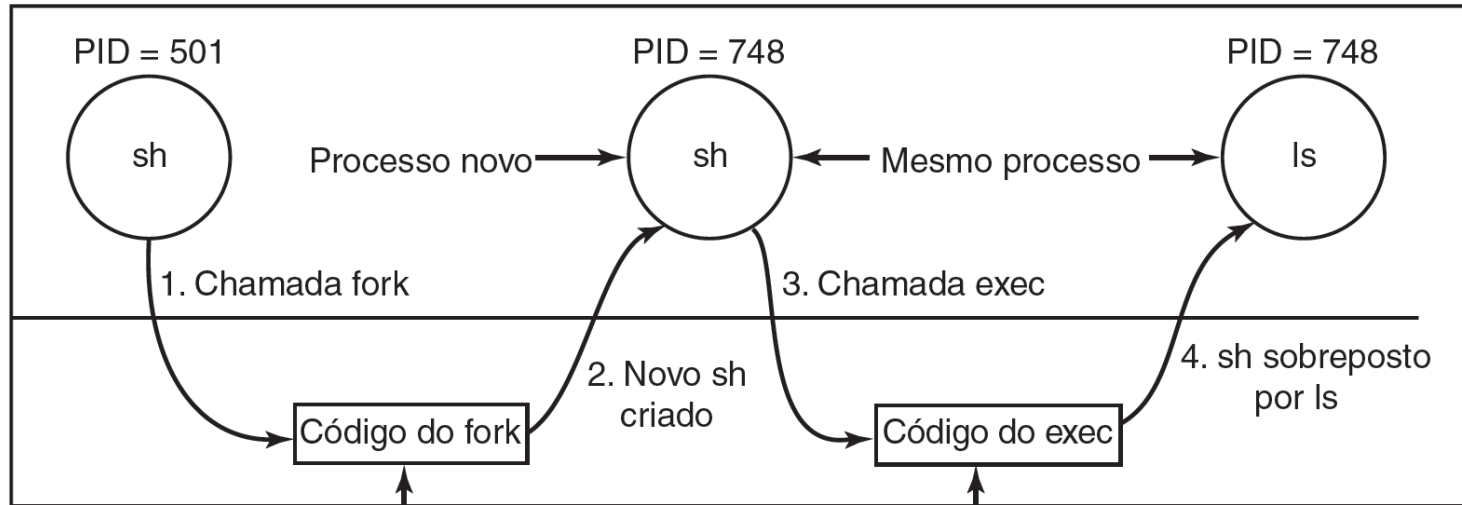 PID = 501
PID = 748
PID = 748
sh
Processo novo
sh
Mesmo processo
ls
1. Chamada fork
3. Chamada exec
2. Novo sh
criado
4. sh sobreposto
por ls
Código do fork
Código do exec